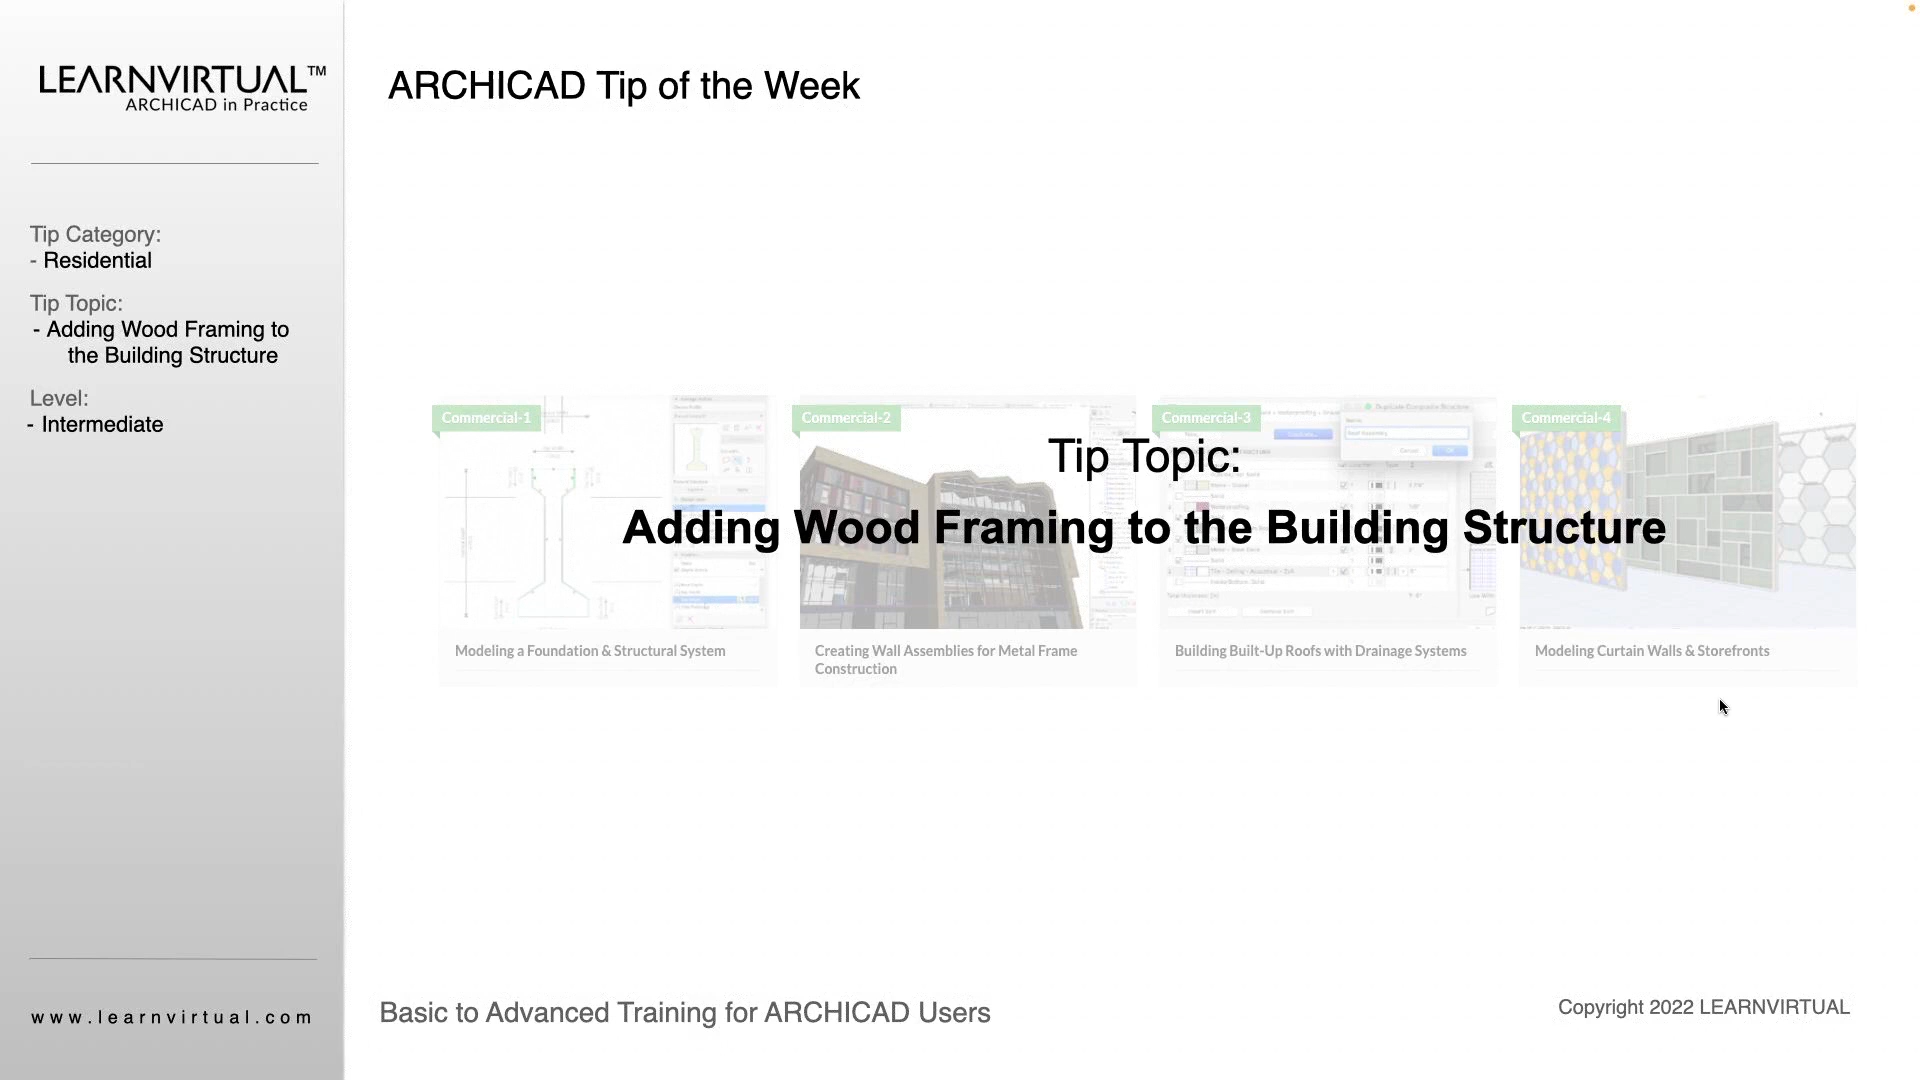 LEARNVIRTUAL™
ARCHICAD in Practice
Tip Category:
- Residential
Tip Topic:
- Adding Wood Framing to
the Building Structure
Level:
- Intermediate
www.learnvirtual.com
ARCHICAD Tip of the Week
Commercial-1
Commercial-2
Commercial-3
Commercial-4
Tip Topic:
Adding Wood Framing to the Building Structure
Modeling a Foundation & Structural System
Creating Wall Assemblies for Metal Frame
Construction
Building Built-Up Roofs with Drainage Systems
Modeling Curtain Walls & Storefronts
Basic to Advanced Training for ARCHICAD Users
Copyright 2022 LEARNVIRTUAL